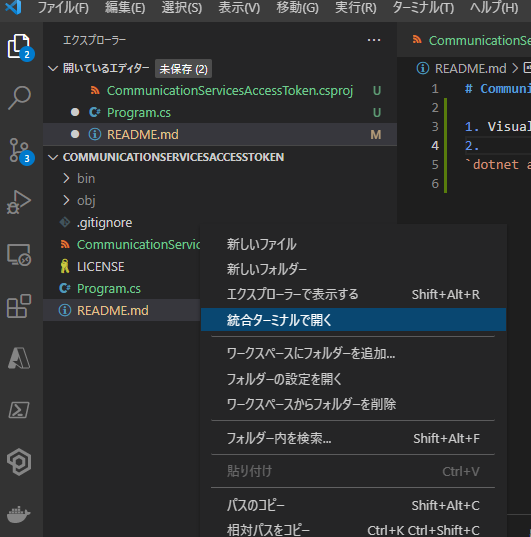 ファイル(F) 編集(E) 選択(S) 表示(V) 移動(G) 実行(R) ターミナル(T) ヘルプ(H)
エクスプローラー ...
開いているエディター 未保存 (2)
CommunicationServicesAccessToken.csproj U
Program.cs U
README.md M
COMMUNICATIONSERVICESACCESSTOKEN
bin
obj
.gitignore
CommunicationServic
LICENSE
Program.cs
README.md
2
3
CommunicationServ
README.md >
1 # Communi
2
3 1. Visual
4 2.
5 `dotnet a
6
新しいファイル
新しいフォルダー
エクスプローラーで表示する Shift+Alt+R
統合ターミナルで開く
ワークスペースにフォルダーを追加...
フォルダーの設定を開く
ワークスペースからフォルダーを削除
フォルダー内を検索... Shift+Alt+F
貼り付け Ctrl+V
パスのコピー Shift+Alt+C
相対パスをコピー Ctrl+K Ctrl+Shift+C